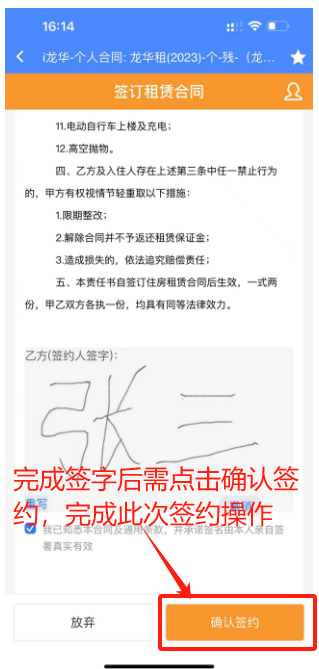 16:14
i龙华-个人合同: 龙华租(2023)-个-残-（龙...
签订租赁合同
11.电动自行车上楼及充电；
12.高空抛物。
四、乙方及入住人存在上述第三条中任一禁止行为
的，甲方有权视情节轻重取以下措施：
1.限期整改；
2.解除合同并不予返还租赁保证金；
3.造成损失的，依法追究赔偿责任；
五、本责任书自签订住房租赁合同后生效，一式两
份，甲乙双方各执一份，均具有同等法律效力。
乙方(签约人签字)：
张三
完成签字后需点击确认签
重写
约，完成此次签约操作
我已知悉本合同及通用条款，并承诺签名由本人亲自签
署真实有效
放弃
确认签约